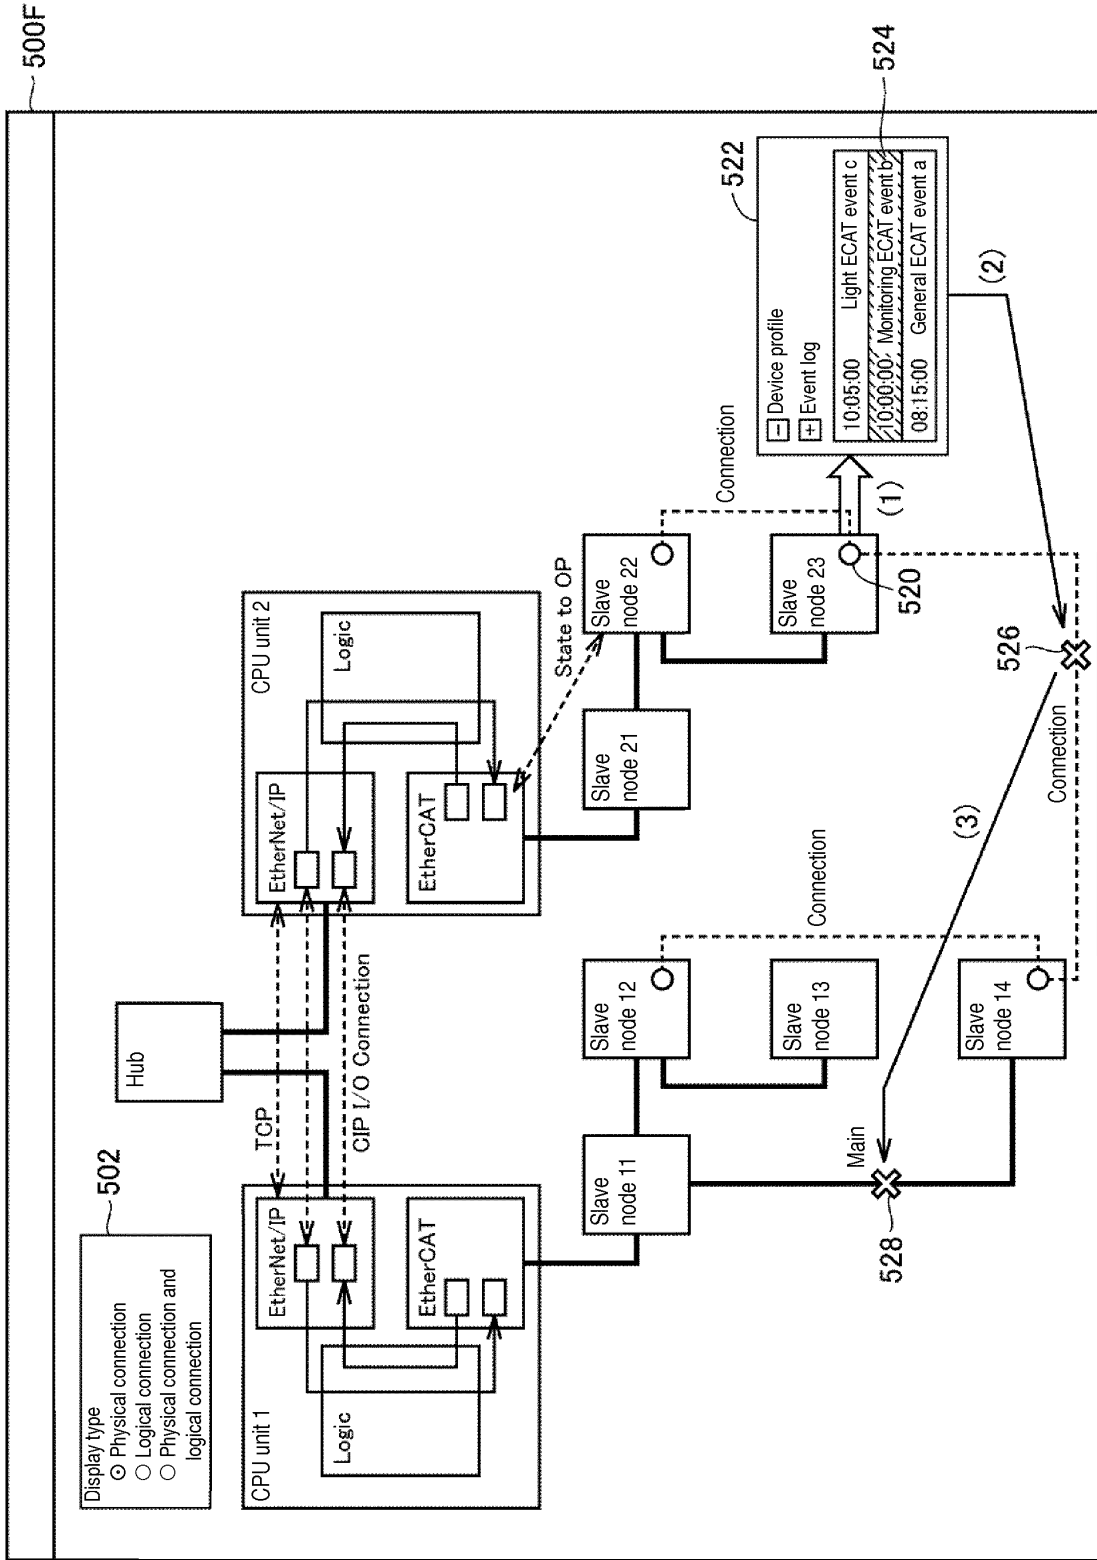 500F
Display type
Physical connection
Logical connection
Physical connection and
logical connection
502
Hub
CPU unit 1
Logic
EtherNet/IP
EtherCAT
TCP
CIP I/O Connection
CPU unit 2
EtherNet/IP
Logic
EtherCAT
State to OP
Slave
node 11
Slave
node 12
Slave
node 13
Slave
node 14
Connection
Main
528
Slave
node 21
Slave
node 22
Slave
node 23
Connection
520
(1)
522
Device profile
Event log
10:05:00 Light ECAT event c
10:00:00 Monitoring ECAT event b
08:15:00 General ECAT event a
524
(2)
526
Connection
(3)